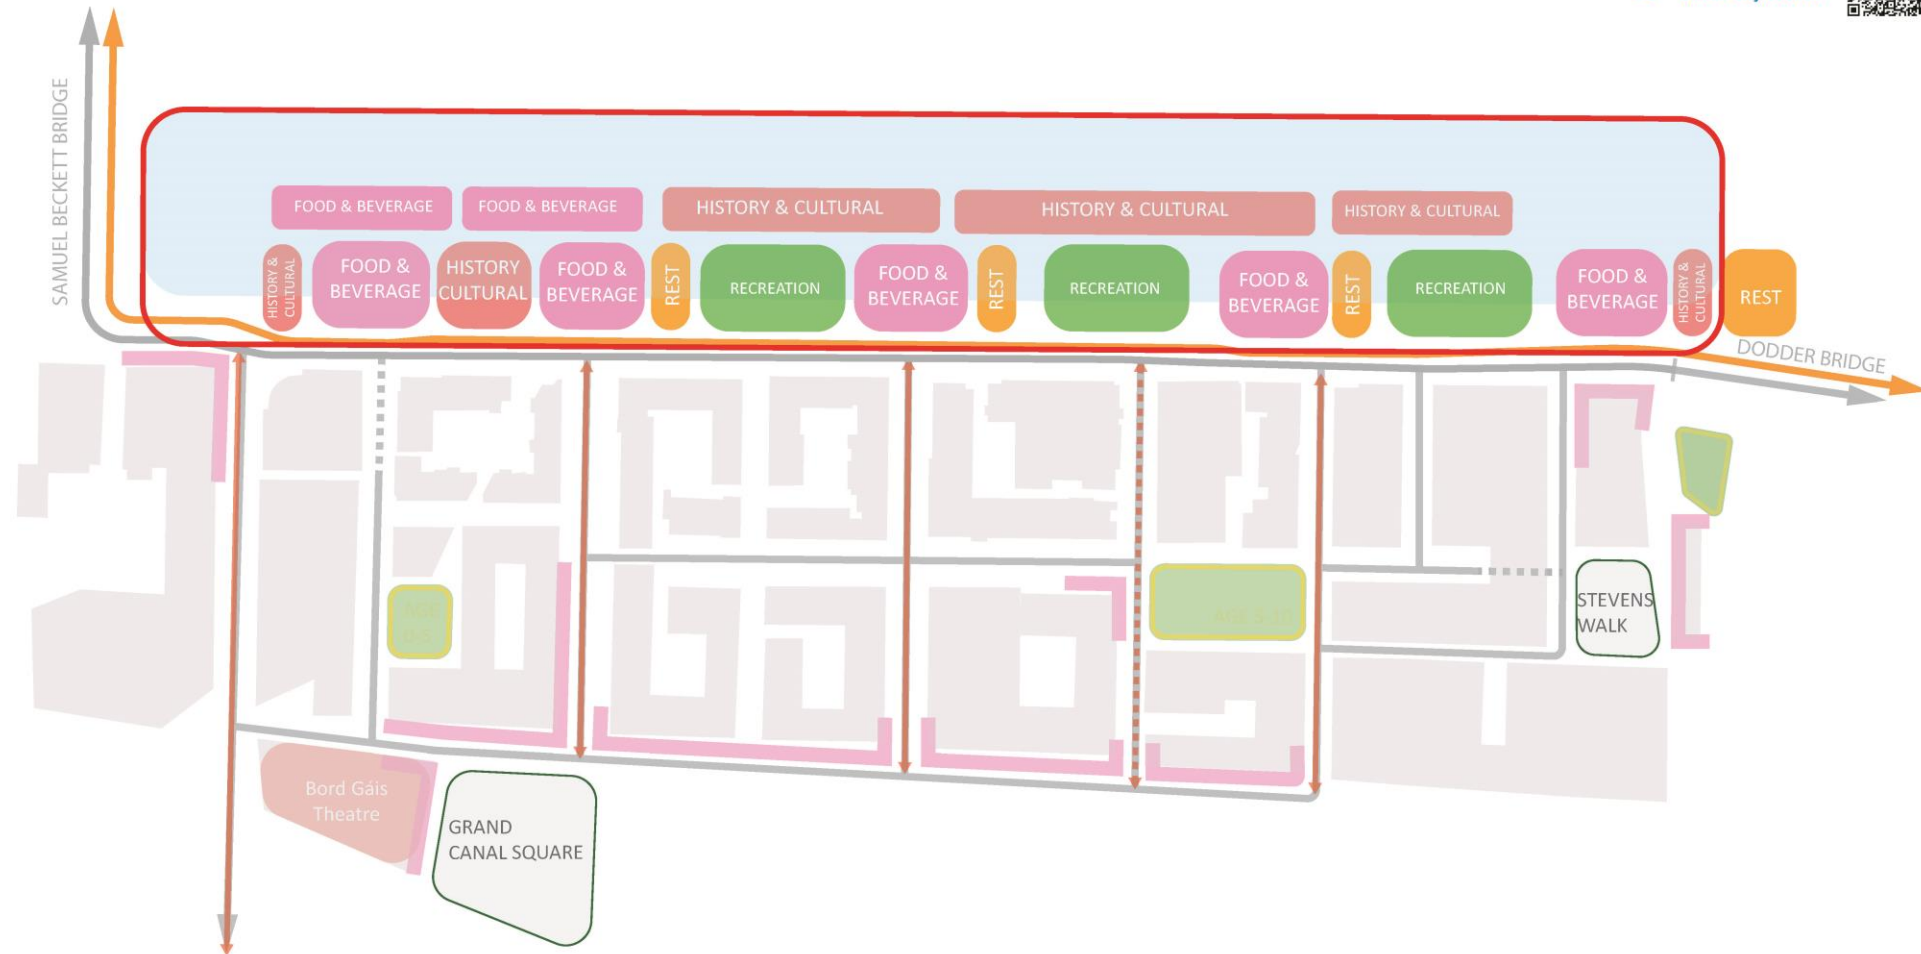 SAMUEL BECKETT BRIDGE
FOOD & BEVERAGE
FOOD & BEVERAGE
HISTORY & CULTURAL
HISTORY & CULTURAL
HISTORY & CULTURAL
HISTORY &
CULTURAL
FOOD &
BEVERAGE
HISTORY
CULTURAL
FOOD &
BEVERAGE
REST
RECREATION
FOOD &
BEVERAGE
REST
RECREATION
FOOD &
BEVERAGE
REST
RECREATION
FOOD &
BEVERAGE
HISTORY &
CULTURAL
REST
DODDER BRIDGE
AGE
STEVENS
WALK
Bord Gáis
Theatre
GRAND
CANAL SQUARE